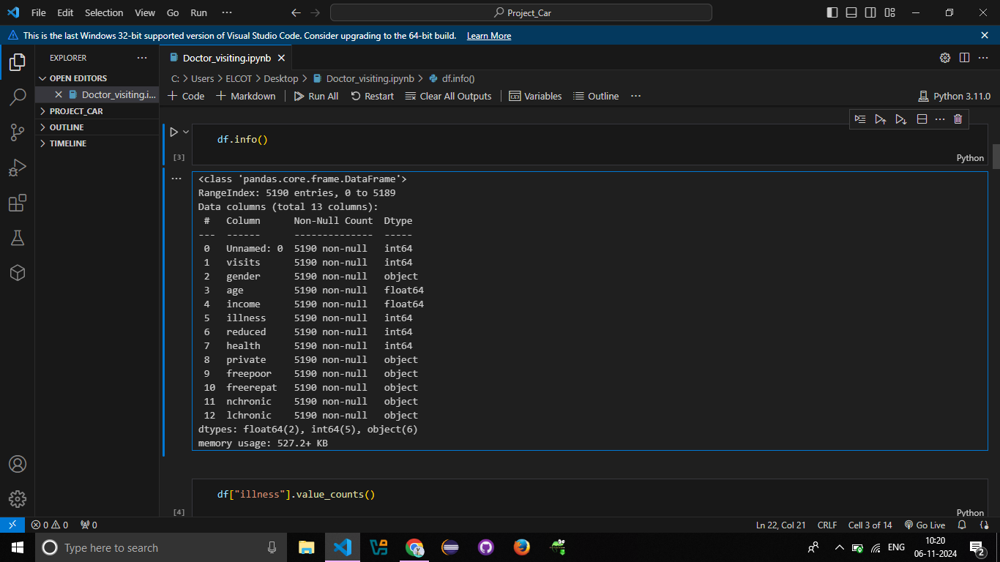 File Edit Selection View Go Run ··· Project_Car
This is the last Windows 32-bit supported version of Visual Studio Code. Consider upgrading to the 64-bit build. Learn More
EXPLORER ···
OPEN EDITORS
Doctor_visiting.i...
PROJECT_CAR
OUTLINE
TIMELINE
Doctor_visiting.ipynb
C: > Users > ELCOT > Desktop > Doctor_visiting.ipynb > df.info()
+ Code + Markdown Run All Restart Clear All Outputs Variables Outline ··· Python 3.11.0
df.info()
[3]
Python
<class 'pandas.core.frame.DataFrame'>
RangeIndex: 5190 entries, 0 to 5189
Data columns (total 13 columns):
 #   Column      Non-Null Count  Dtype
---  ------      --------------  -----
 0   Unnamed: 0  5190 non-null   int64
 1   visits      5190 non-null   int64
 2   gender      5190 non-null   object
 3   age         5190 non-null   float64
 4   income      5190 non-null   float64
 5   illness     5190 non-null   int64
 6   reduced     5190 non-null   int64
 7   health      5190 non-null   int64
 8   private     5190 non-null   object
 9   freepoor    5190 non-null   object
 10  freerepat   5190 non-null   object
 11  nchronic    5190 non-null   object
 12  lchronic    5190 non-null   object
dtypes: float64(2), int64(5), object(6)
memory usage: 527.2+ KB
df["illness"].value_counts()
[4]
Python
0 0 0 Ln 22, Col 21 CRLF Cell 3 of 14 Go Live
Type here to search
ENG
10:20
06-11-2024
2